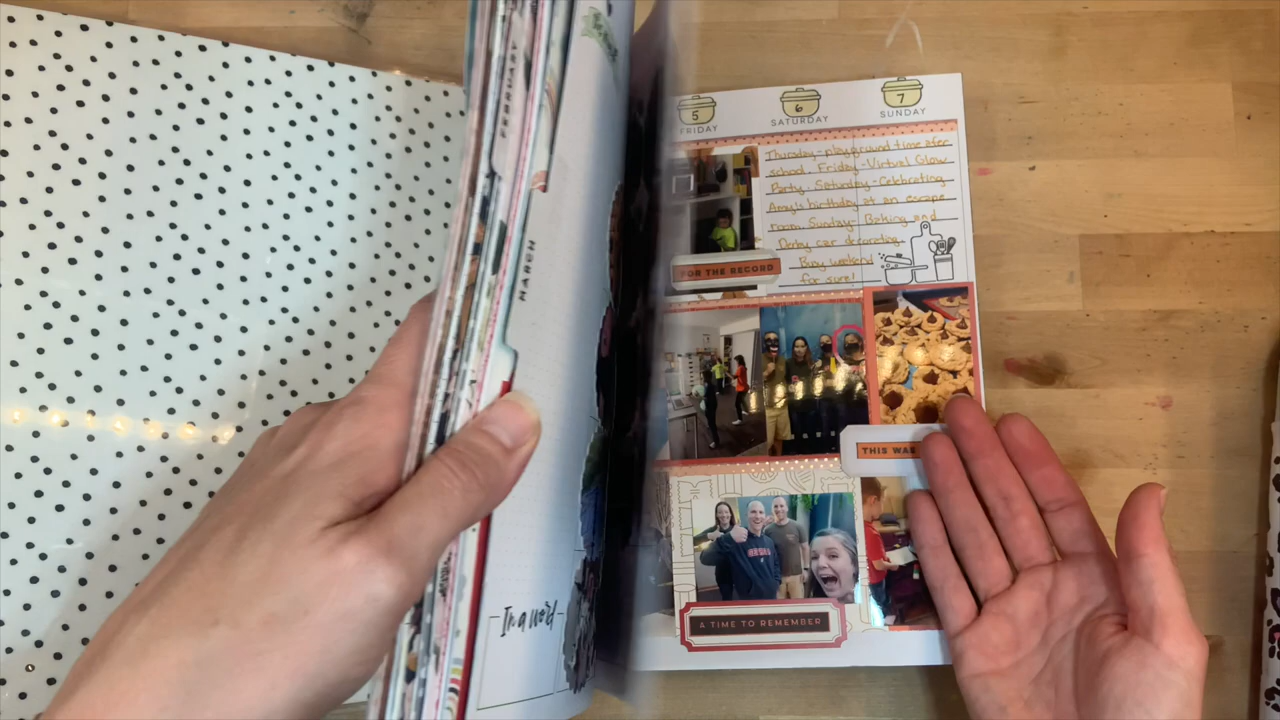 FEBRUAR
MARCH
In a word
5
FRIDAY
6
SATURDAY
7
SUNDAY
Thursday-playground time after
school. Friday-Virtual Glow
Party. Saturday-Celebrating
Amy's birthday at an escape
room. Sunday- Baking and
Derby car decorating.
Busy weekend
for sure!
FOR THE RECORD
THIS WAS
A TIME TO REMEMBER